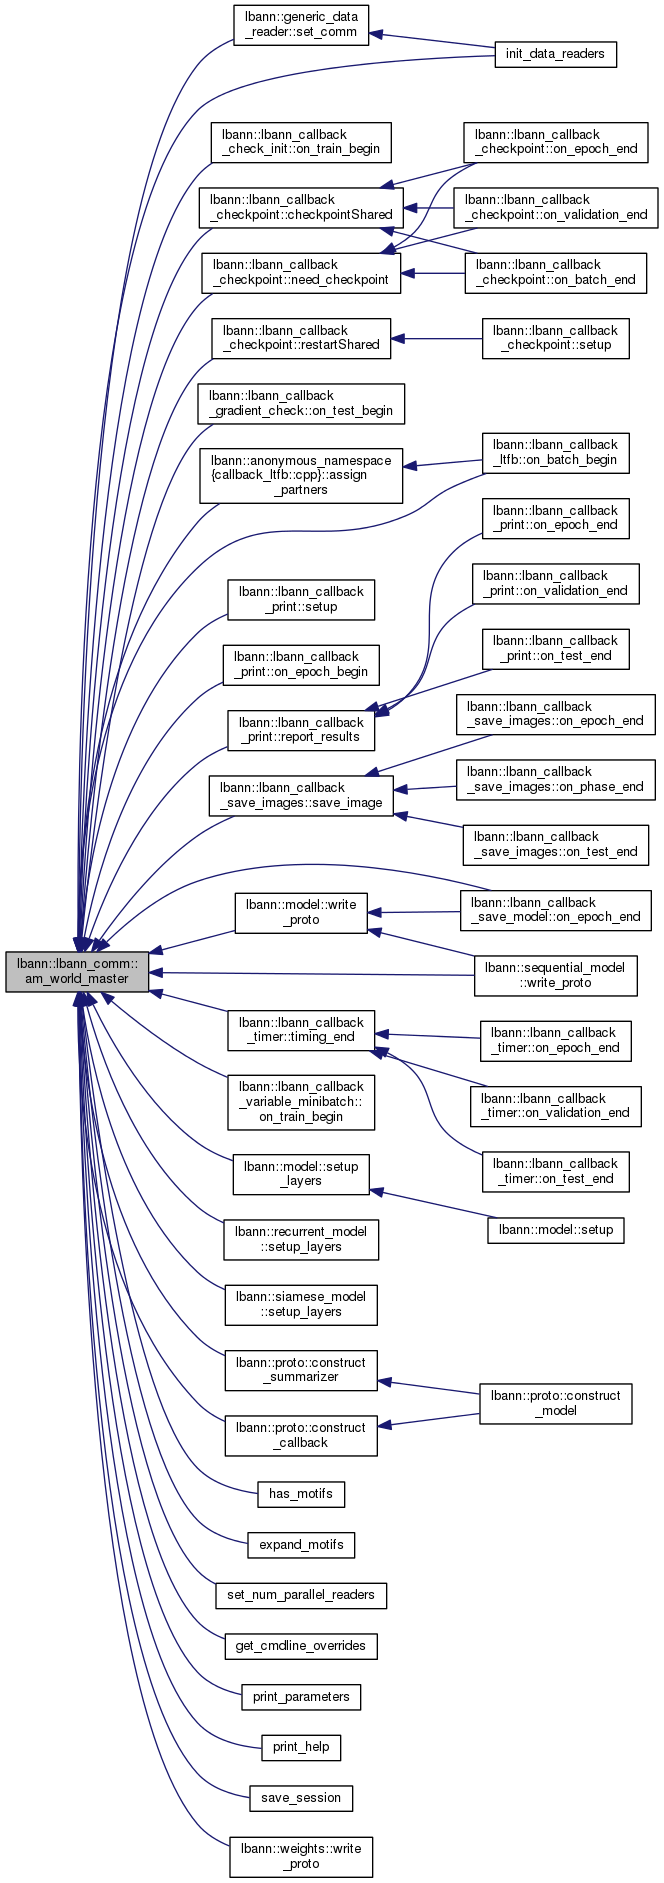 lbann::generic_data
_reader::set_comm
init_data_readers
lbann::lbann_callback
_check_init::on_train_begin
lbann::lbann_callback
_checkpoint::on_epoch_end
lbann::lbann_callback
_checkpoint::checkpointShared
lbann::lbann_callback
_checkpoint::on_validation_end
lbann::lbann_callback
_checkpoint::need_checkpoint
lbann::lbann_callback
_checkpoint::on_batch_end
lbann::lbann_callback
_checkpoint::restartShared
lbann::lbann_callback
_checkpoint::setup
lbann::lbann_callback
_gradient_check::on_test_begin
lbann::anonymous_namespace
{callback_ltfb::cpp}::assign
_partners
lbann::lbann_callback
_ltfb::on_batch_begin
lbann::lbann_callback
_print::on_epoch_end
lbann::lbann_callback
_print::setup
lbann::lbann_callback
_print::on_validation_end
lbann::lbann_callback
_print::on_epoch_begin
lbann::lbann_callback
_print::on_test_end
lbann::lbann_callback
_print::report_results
lbann::lbann_callback
_save_images::on_epoch_end
lbann::lbann_callback
_save_images::save_image
lbann::lbann_callback
_save_images::on_phase_end
lbann::lbann_callback
_save_images::on_test_end
lbann::model::write
_proto
lbann::lbann_callback
_save_model::on_epoch_end
lbann::lbann_comm::
am_world_master
lbann::sequential_model
::write_proto
lbann::lbann_callback
_timer::timing_end
lbann::lbann_callback
_timer::on_epoch_end
lbann::lbann_callback
_variable_minibatch::
on_train_begin
lbann::lbann_callback
_timer::on_validation_end
lbann::model::setup
_layers
lbann::lbann_callback
_timer::on_test_end
lbann::recurrent_model
::setup_layers
lbann::model::setup
lbann::siamese_model
::setup_layers
lbann::proto::construct
_summarizer
lbann::proto::construct
_model
lbann::proto::construct
_callback
has_motifs
expand_motifs
set_num_parallel_readers
get_cmdline_overrides
print_parameters
print_help
save_session
lbann::weights::write
_proto